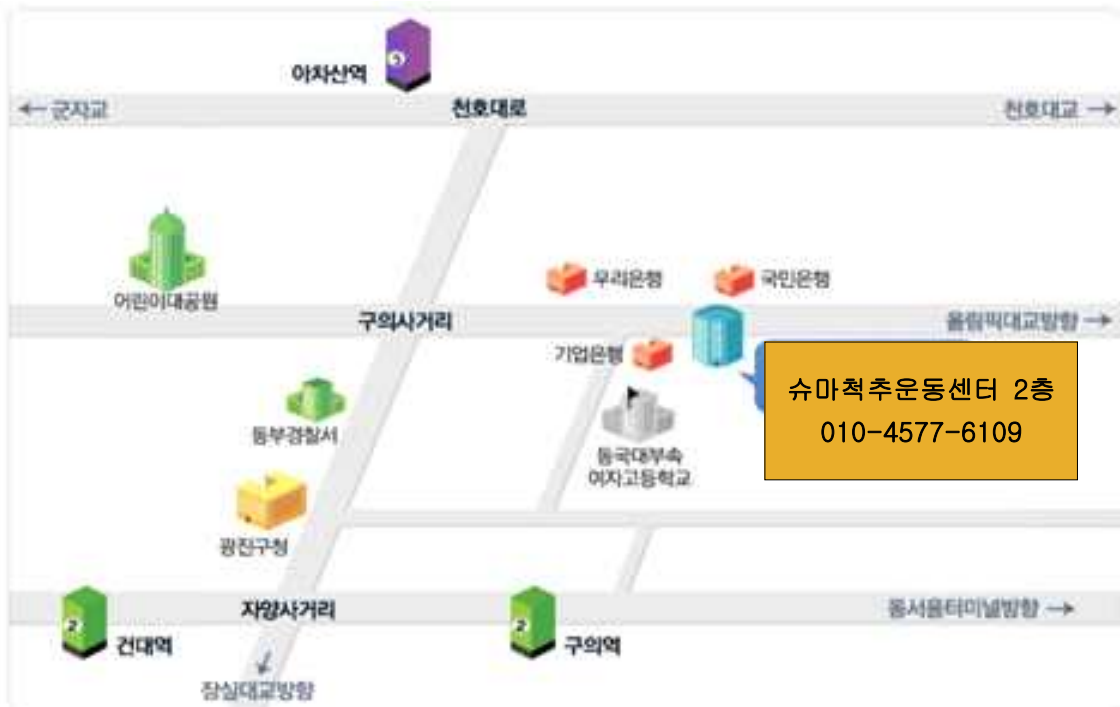 5
아차산역
← 군자교
천호대로
천호대교 →
어린이대공원
우리은행
국민은행
구의사거리
올림픽대교방향 →
기업은행
슈마척추운동센터 2층
010-4577-6109
동부경찰서
동국대부속
여자고등학교
광진구청
2
건대역
자양사거리
2
구의역
동서울터미널방향 →
잠실대교방향